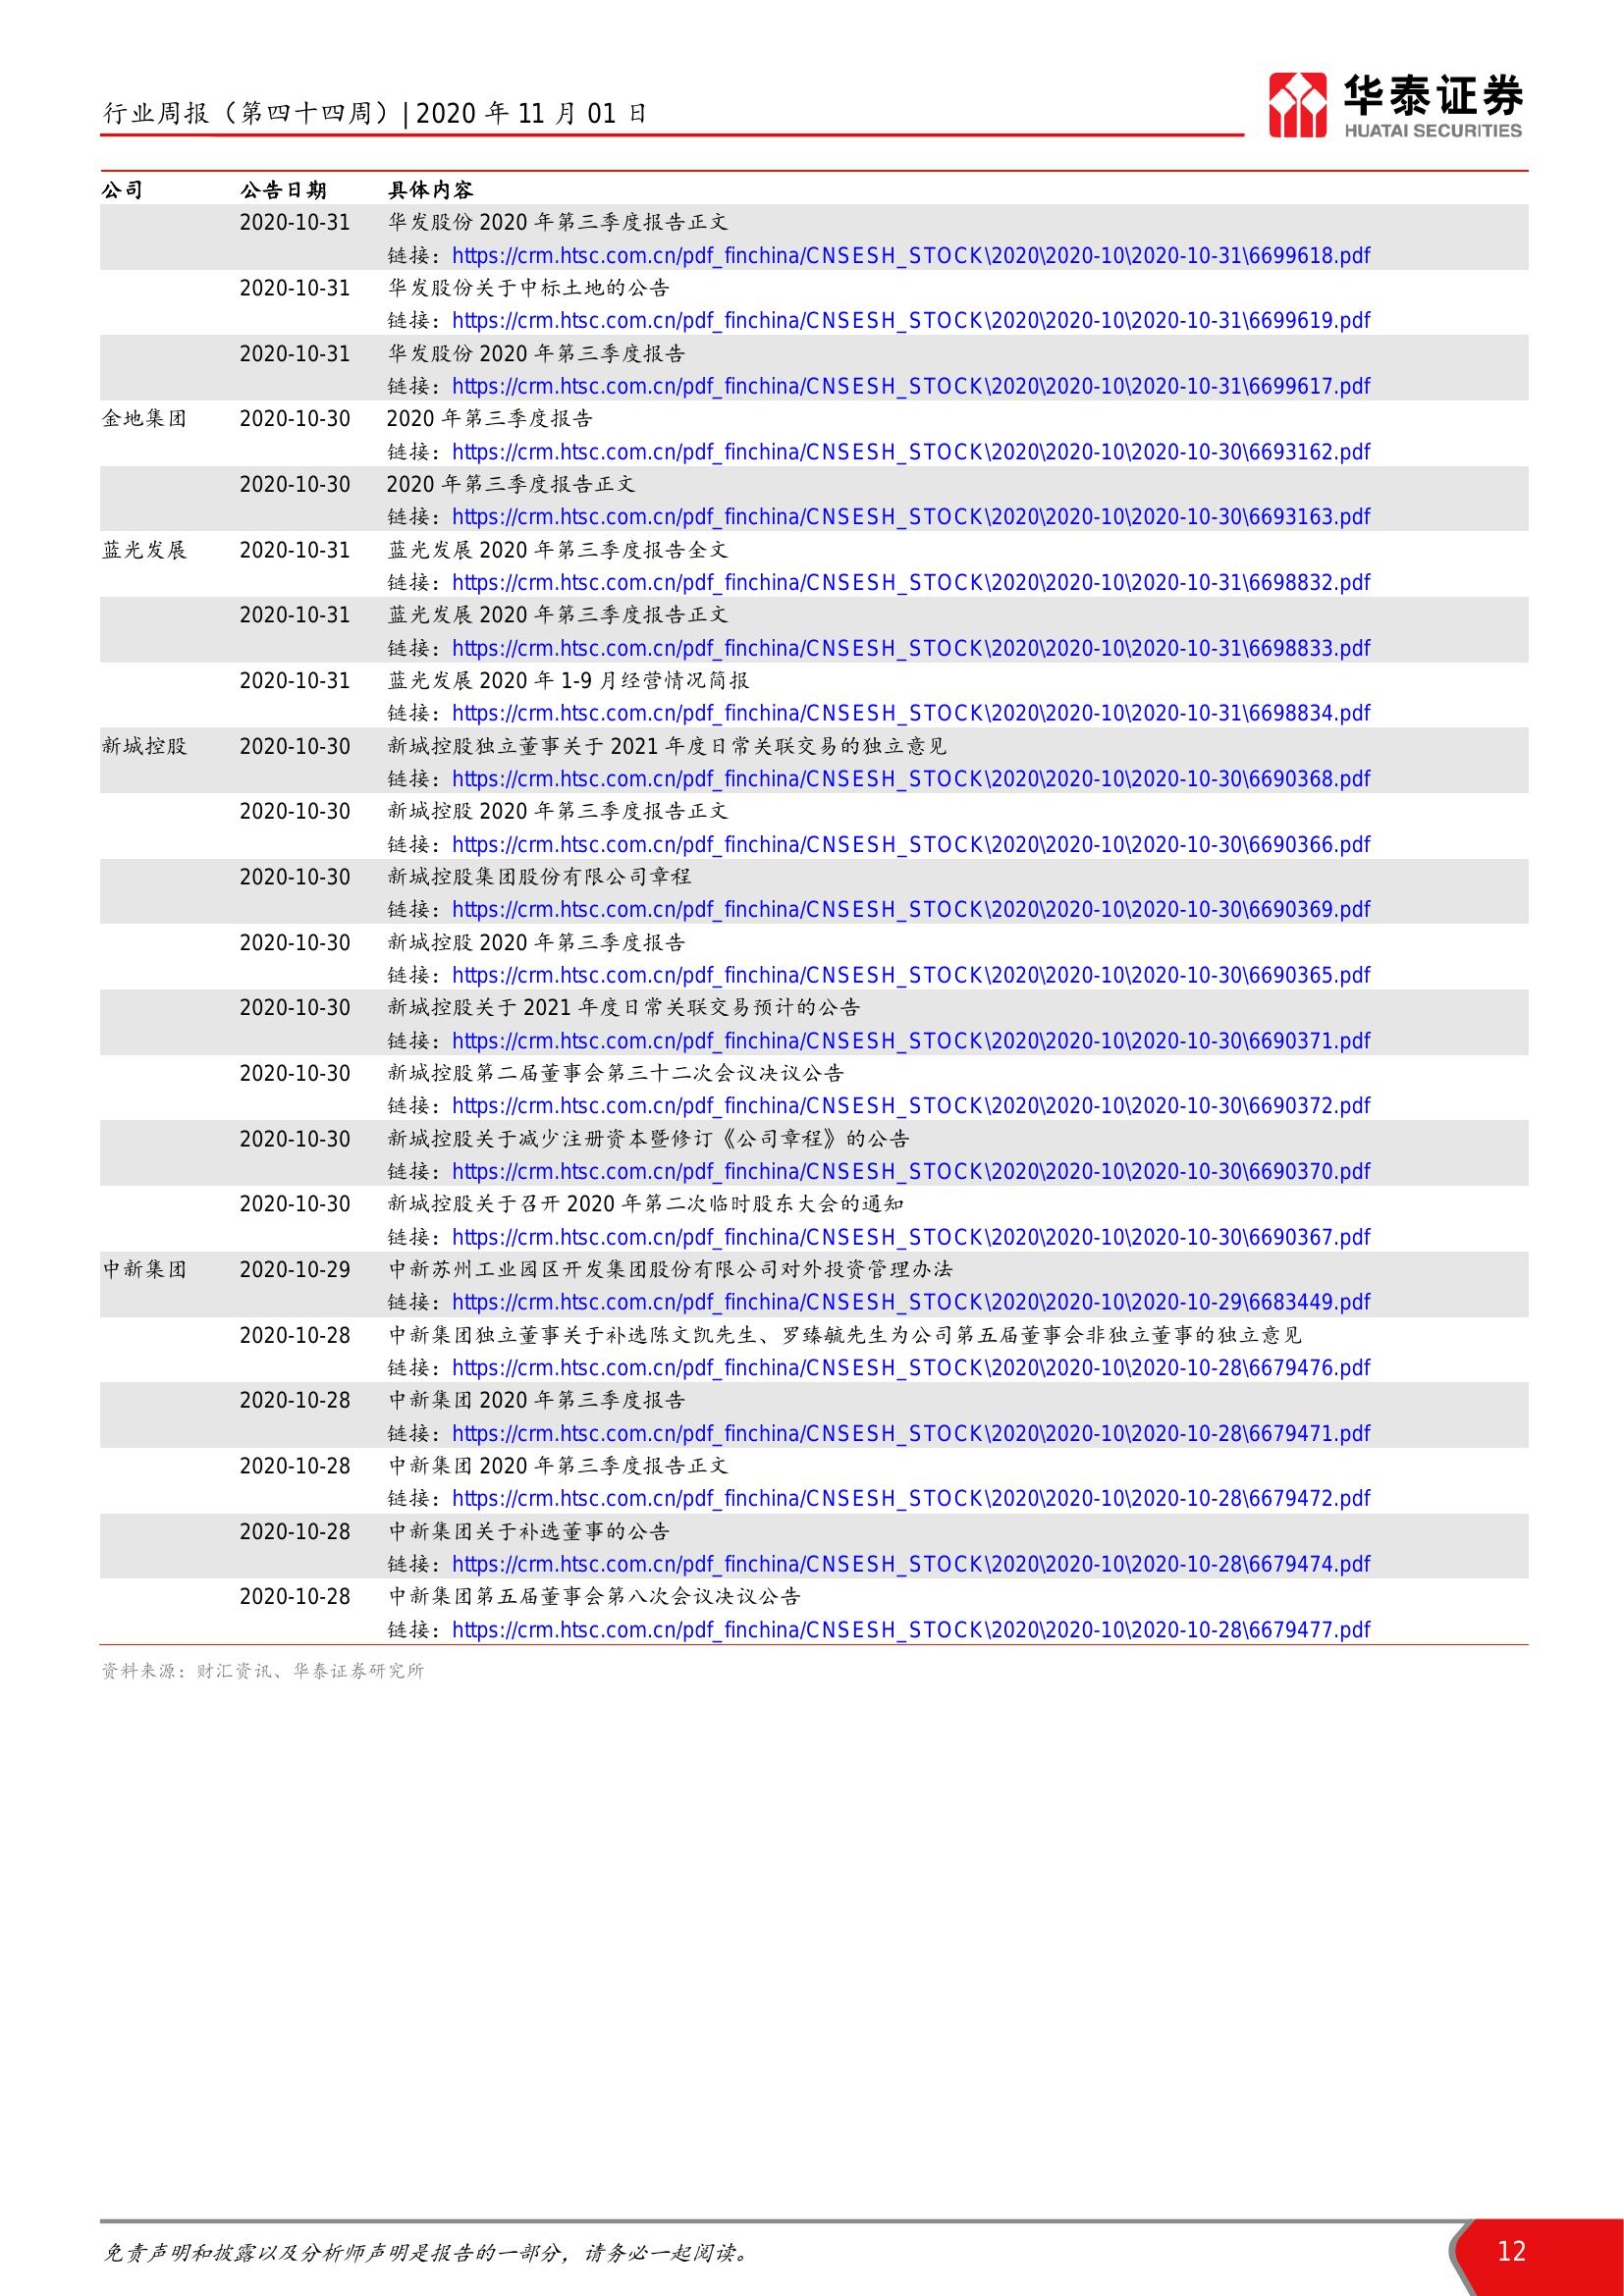 行业周报（第四十四周）| 2020 年 11 月 01 日
华泰证券
HUATAI SECURITIES
公司 公告日期 具体内容
2020-10-31 华发股份 2020 年第三季度报告正文
链接：https://crm.htsc.com.cn/pdf_finchina/CNSESH_STOCK\2020\2020-10\2020-10-31\6699618.pdf
2020-10-31 华发股份关于中标土地的公告
链接：https://crm.htsc.com.cn/pdf_finchina/CNSESH_STOCK\2020\2020-10\2020-10-31\6699619.pdf
2020-10-31 华发股份 2020 年第三季度报告
链接：https://crm.htsc.com.cn/pdf_finchina/CNSESH_STOCK\2020\2020-10\2020-10-31\6699617.pdf
金地集团 2020-10-30 2020 年第三季度报告
链接：https://crm.htsc.com.cn/pdf_finchina/CNSESH_STOCK\2020\2020-10\2020-10-30\6693162.pdf
2020-10-30 2020 年第三季度报告正文
链接：https://crm.htsc.com.cn/pdf_finchina/CNSESH_STOCK\2020\2020-10\2020-10-30\6693163.pdf
蓝光发展 2020-10-31 蓝光发展 2020 年第三季度报告全文
链接：https://crm.htsc.com.cn/pdf_finchina/CNSESH_STOCK\2020\2020-10\2020-10-31\6698832.pdf
2020-10-31 蓝光发展 2020 年第三季度报告正文
链接：https://crm.htsc.com.cn/pdf_finchina/CNSESH_STOCK\2020\2020-10\2020-10-31\6698833.pdf
2020-10-31 蓝光发展 2020 年 1-9 月经营情况简报
链接：https://crm.htsc.com.cn/pdf_finchina/CNSESH_STOCK\2020\2020-10\2020-10-31\6698834.pdf
新城控股 2020-10-30 新城控股独立董事关于 2021 年度日常关联交易的独立意见
链接：https://crm.htsc.com.cn/pdf_finchina/CNSESH_STOCK\2020\2020-10\2020-10-30\6690368.pdf
2020-10-30 新城控股 2020 年第三季度报告正文
链接：https://crm.htsc.com.cn/pdf_finchina/CNSESH_STOCK\2020\2020-10\2020-10-30\6690366.pdf
2020-10-30 新城控股集团股份有限公司章程
链接：https://crm.htsc.com.cn/pdf_finchina/CNSESH_STOCK\2020\2020-10\2020-10-30\6690369.pdf
2020-10-30 新城控股 2020 年第三季度报告
链接：https://crm.htsc.com.cn/pdf_finchina/CNSESH_STOCK\2020\2020-10\2020-10-30\6690365.pdf
2020-10-30 新城控股关于 2021 年度日常关联交易预计的公告
链接：https://crm.htsc.com.cn/pdf_finchina/CNSESH_STOCK\2020\2020-10\2020-10-30\6690371.pdf
2020-10-30 新城控股第二届董事会第三十二次会议决议公告
链接：https://crm.htsc.com.cn/pdf_finchina/CNSESH_STOCK\2020\2020-10\2020-10-30\6690372.pdf
2020-10-30 新城控股关于减少注册资本暨修订《公司章程》的公告
链接：https://crm.htsc.com.cn/pdf_finchina/CNSESH_STOCK\2020\2020-10\2020-10-30\6690370.pdf
2020-10-30 新城控股关于召开 2020 年第二次临时股东大会的通知
链接：https://crm.htsc.com.cn/pdf_finchina/CNSESH_STOCK\2020\2020-10\2020-10-30\6690367.pdf
中新集团 2020-10-29 中新苏州工业园区开发集团股份有限公司对外投资管理办法
链接：https://crm.htsc.com.cn/pdf_finchina/CNSESH_STOCK\2020\2020-10\2020-10-29\6683449.pdf
2020-10-28 中新集团独立董事关于补选陈文凯先生、罗臻毓先生为公司第五届董事会非独立董事的独立意见
链接：https://crm.htsc.com.cn/pdf_finchina/CNSESH_STOCK\2020\2020-10\2020-10-28\6679476.pdf
2020-10-28 中新集团 2020 年第三季度报告
链接：https://crm.htsc.com.cn/pdf_finchina/CNSESH_STOCK\2020\2020-10\2020-10-28\6679471.pdf
2020-10-28 中新集团 2020 年第三季度报告正文
链接：https://crm.htsc.com.cn/pdf_finchina/CNSESH_STOCK\2020\2020-10\2020-10-28\6679472.pdf
2020-10-28 中新集团关于补选董事的公告
链接：https://crm.htsc.com.cn/pdf_finchina/CNSESH_STOCK\2020\2020-10\2020-10-28\6679474.pdf
2020-10-28 中新集团第五届董事会第八次会议决议公告
链接：https://crm.htsc.com.cn/pdf_finchina/CNSESH_STOCK\2020\2020-10\2020-10-28\6679477.pdf
资料来源：财汇资讯、华泰证券研究所
免责声明和披露以及分析师声明是报告的一部分，请务必一起阅读。
12